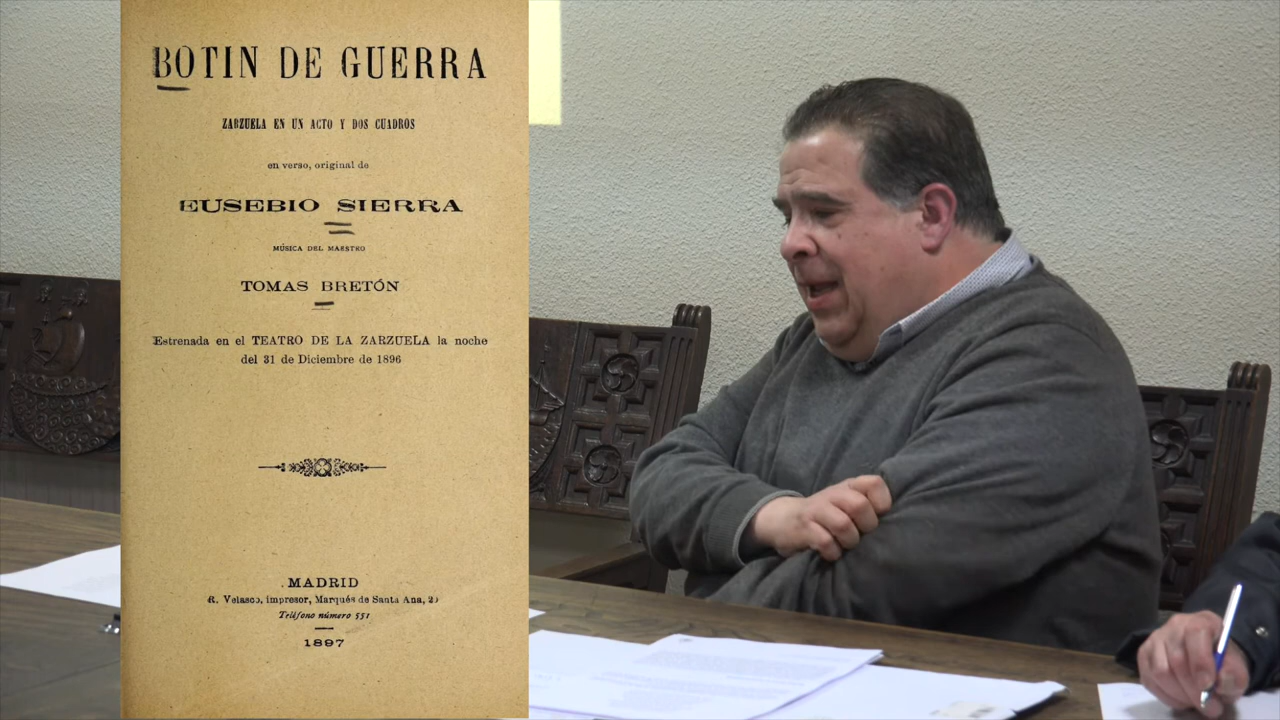 BOTIN DE GUERRA
ZARZUELA EN UN ACTO Y DOS CUADROS
en verso, original de
EUSEBIO SIERRA
MÚSICA DEL MAESTRO
TOMAS BRETÓN
Estrenada en el TEATRO DE LA ZARZUELA la noche
del 31 de Diciembre de 1896
MADRID
R. Velasco, impresor, Marqués de Santa Ana, 20
Teléfono número 551
1897